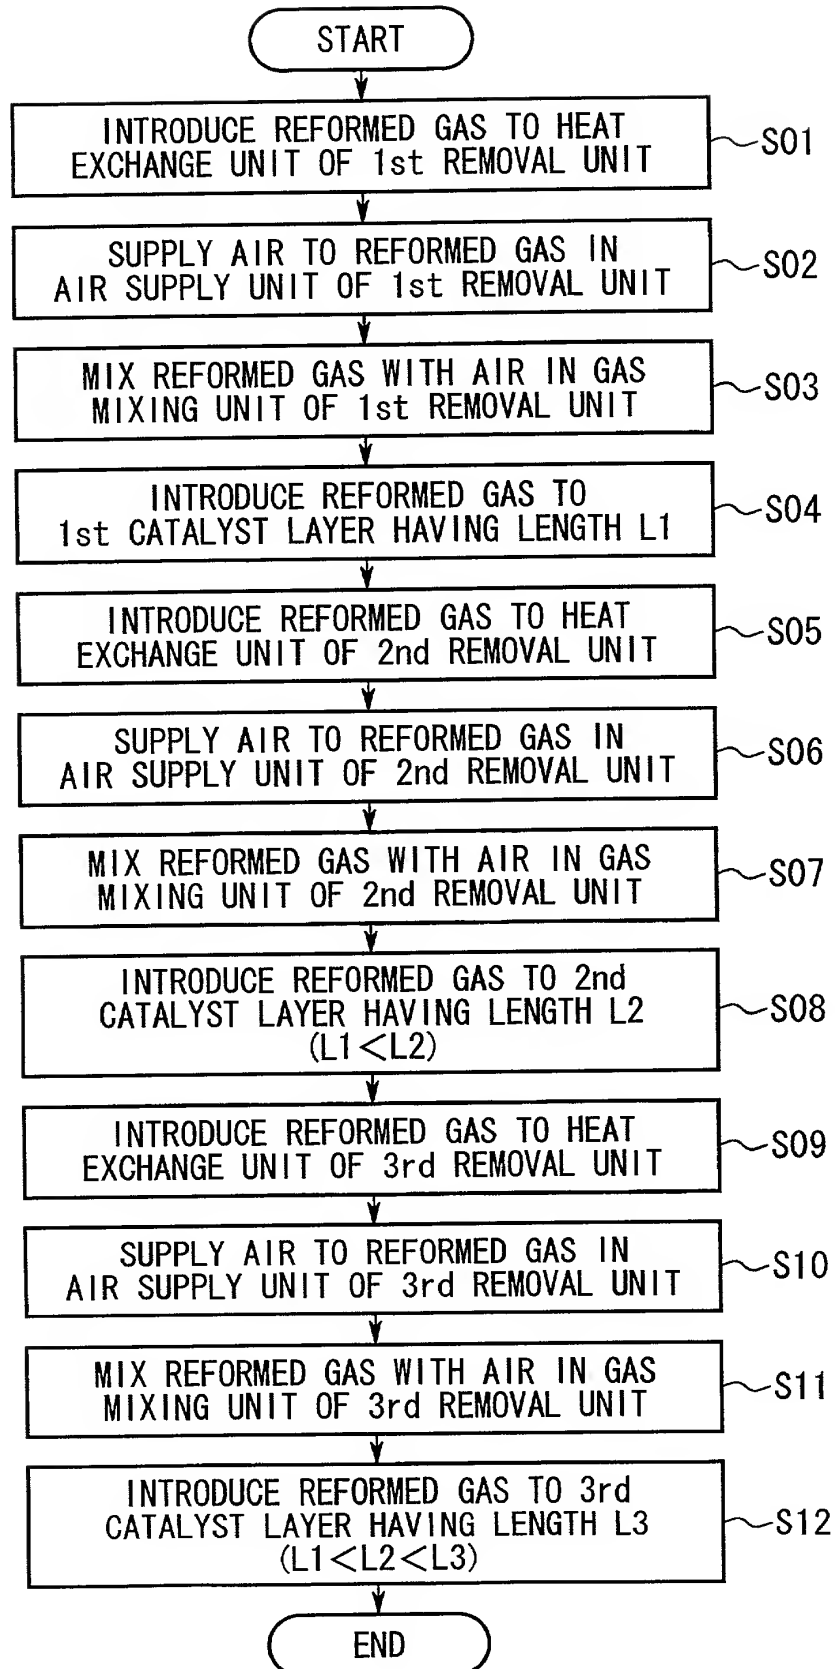 START
INTRODUCE REFORMED GAS TO HEAT
EXCHANGE UNIT OF 1st REMOVAL UNIT
S01
SUPPLY AIR TO REFORMED GAS IN
AIR SUPPLY UNIT OF 1st REMOVAL UNIT
S02
MIX REFORMED GAS WITH AIR IN GAS
MIXING UNIT OF 1st REMOVAL UNIT
S03
INTRODUCE REFORMED GAS TO
1st CATALYST LAYER HAVING LENGTH L1
S04
INTRODUCE REFORMED GAS TO HEAT
EXCHANGE UNIT OF 2nd REMOVAL UNIT
S05
SUPPLY AIR TO REFORMED GAS IN
AIR SUPPLY UNIT OF 2nd REMOVAL UNIT
S06
MIX REFORMED GAS WITH AIR IN GAS
MIXING UNIT OF 2nd REMOVAL UNIT
S07
INTRODUCE REFORMED GAS TO 2nd
CATALYST LAYER HAVING LENGTH L2
(L1<L2)
S08
INTRODUCE REFORMED GAS TO HEAT
EXCHANGE UNIT OF 3rd REMOVAL UNIT
S09
SUPPLY AIR TO REFORMED GAS IN
AIR SUPPLY UNIT OF 3rd REMOVAL UNIT
S10
MIX REFORMED GAS WITH AIR IN GAS
MIXING UNIT OF 3rd REMOVAL UNIT
S11
INTRODUCE REFORMED GAS TO 3rd
CATALYST LAYER HAVING LENGTH L3
(L1<L2<L3)
S12
END